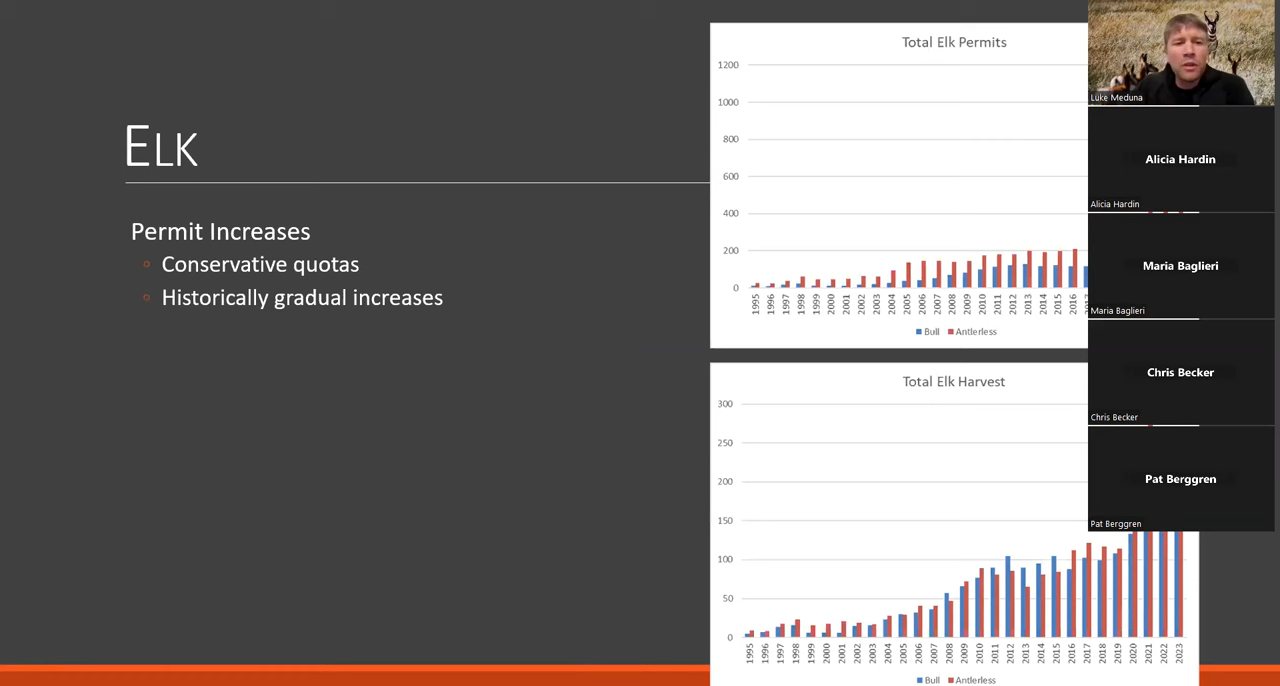 ELK
Permit Increases
Conservative quotas
Historically gradual increases
Total Elk Permits
1200
1000
800
600
400
200
0
1995 1996 1997 1998 1999 2000 2001 2002 2003 2004 2005 2006 2007 2008 2009 2010 2011 2012 2013 2014 2015 2016
Bull Antlerless
Total Elk Harvest
300
250
200
150
100
50
0
1995 1996 1997 1998 1999 2000 2001 2002 2003 2004 2005 2006 2007 2008 2009 2010 2011 2012 2013 2014 2015 2016 2017 2018 2019 2020 2021 2022 2023
Bull Antlerless
Luke Meduna
Alicia Hardin
Alicia Hardin
Maria Baglieri
Maria Baglieri
Chris Becker
Chris Becker
Pat Berggren
Pat Berggren